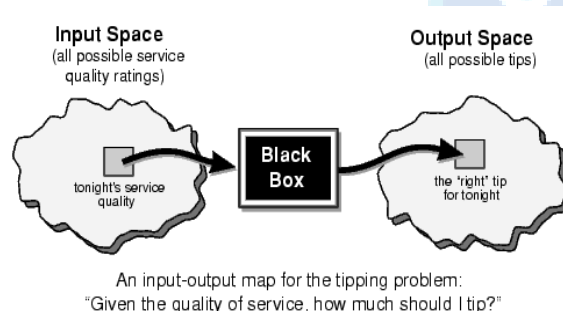 Input Space
(all possible service
quality ratings)
Output Space
(all possible tips)
tonight's service
quality
Black
Box
the 'right' tip
for tonight
An input-output map for the tipping problem:
"Given the quality of service, how much should I tip?"